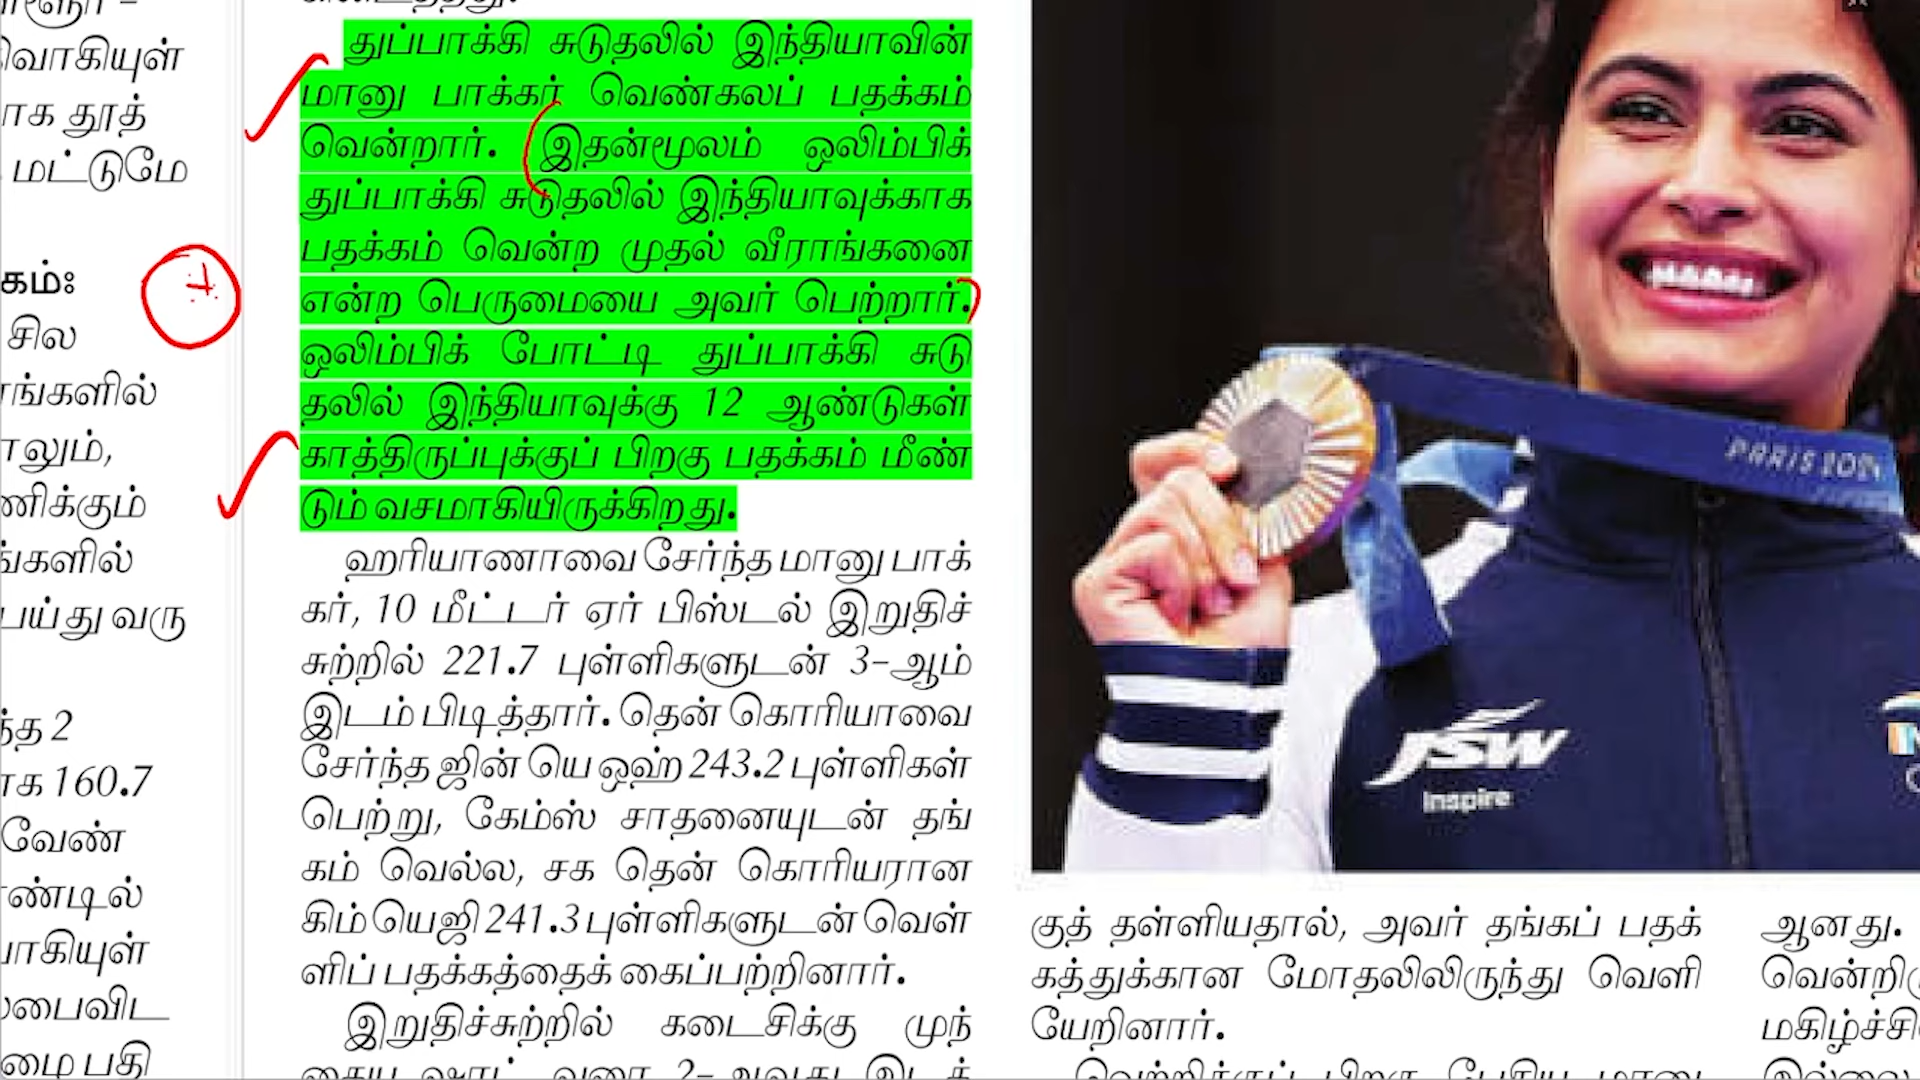 ளிவாகியுள்
ாக தூத்
மட்டுமே
கம்ஃ
சில
ரங்களில்
ாலும்,
ணிக்கும்
ங்களில்
பய்து வரு
ந்த 2
ாக 160.7
வேண்
ண்டில்
துப்பாக்கி சுடுதலில் இந்தியாவின்
மானு பாக்கர் வெண்கலப் பதக்கம்
வென்றார். இதன்மூலம் ஒலிம்பிக்
துப்பாக்கி சுடுதலில் இந்தியாவுக்காக
பதக்கம் வென்ற முதல் வீராங்கனை
என்ற பெருமையை அவர் பெற்றார்.
ஒலிம்பிக் போட்டி துப்பாக்கி சுடு
தலில் இந்தியாவுக்கு 12 ஆண்டுகள்
காத்திருப்புக்குப் பிறகு பதக்கம் மீண்
டும் வசமாகியிருக்கிறது.
ஹரியாணாவை சேர்ந்த மானு பாக்
கர், 10 மீட்டர் ஏர் பிஸ்டல் இறுதிச்
சுற்றில் 221.7 புள்ளிகளுடன் 3-ஆம்
இடம் பிடித்தார். தென் கொரியாவை
சேர்ந்த ஜின் யெ ஒஹ் 243.2 புள்ளிகள்
பெற்று, கேம்ஸ் சாதனையுடன் தங்
கம் வெல்ல, சக தென் கொரியரான
கிம் யெஜி 241.3 புள்ளிகளுடன் வெள்
ளிப் பதக்கத்தைக் கைப்பற்றினார்.
இறுதிச்சுற்றில் கடைசிக்கு முந்
PARIS 2024
JSW
Inspire
குத் தள்ளியதால், அவர் தங்கப் பதக்
கத்துக்கான மோதலிலிருந்து வெளி
யேறினார்.
ஆனது.